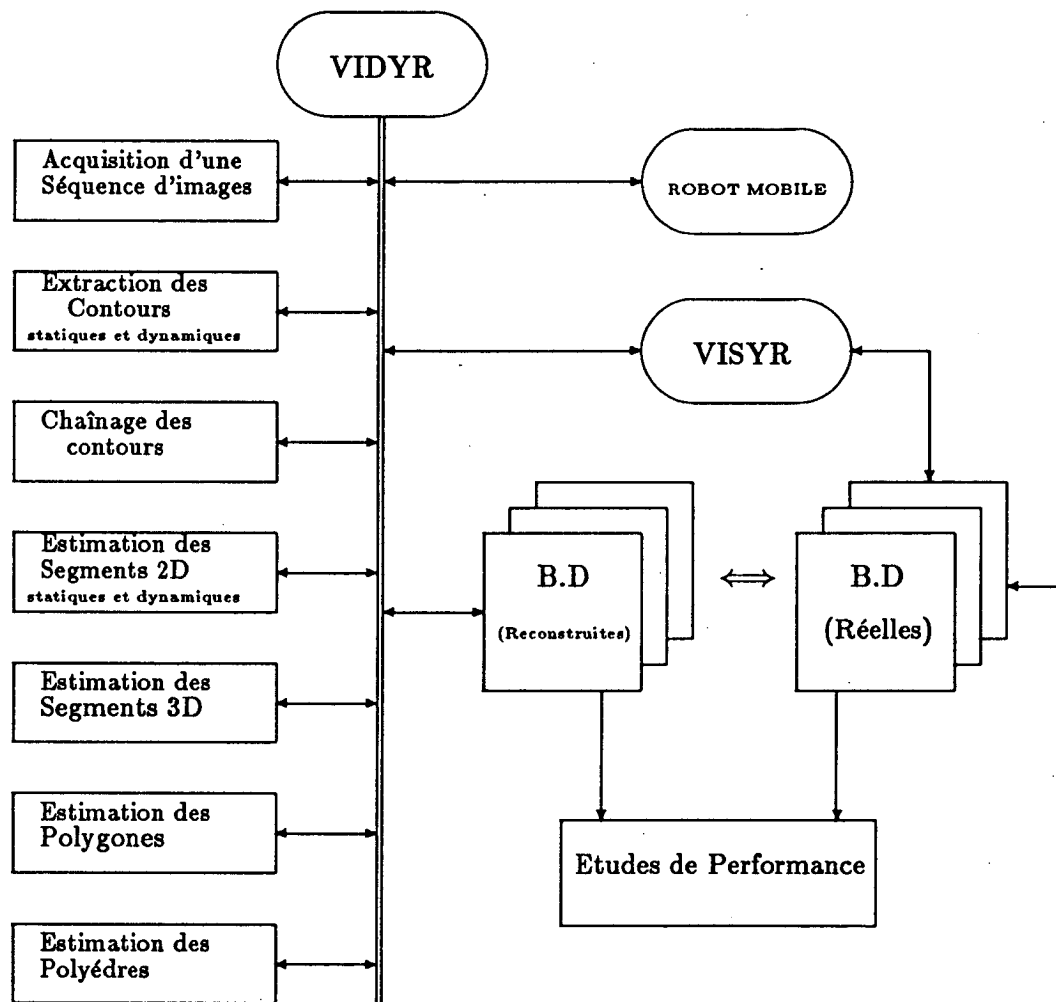 VIDYR
Acquisition d'une
Séquence d'images
ROBOT MOBILE
Extraction des
Contours
statiques et dynamiques
VISYR
Chaînage des
contours
Estimation des
Segments 2D
statiques et dynamiques
B.D
(Reconstruites)
⟺
B.D
(Réelles)
Estimation des
Segments 3D
Estimation des
Polygones
Etudes de Performance
Estimation des
Polyédres